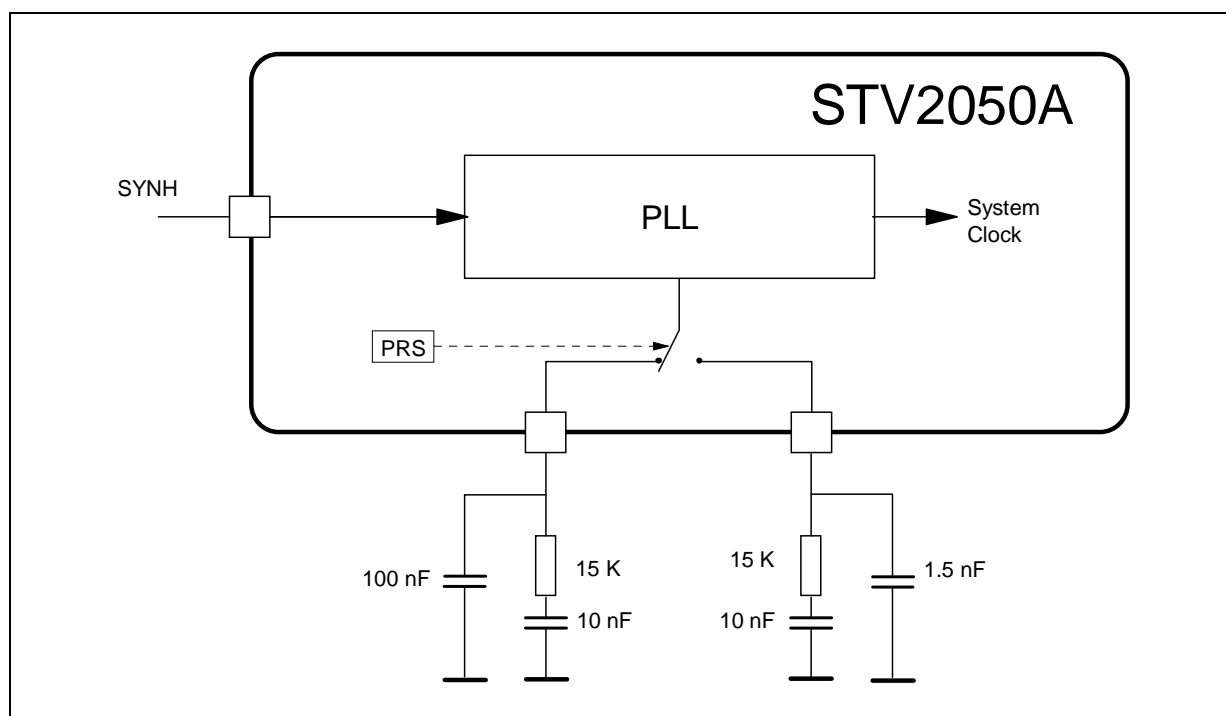 STV2050A
SYNH
PLL
System
Clock
PRS
100 nF
15 K
10 nF
15 K
10 nF
1.5 nF